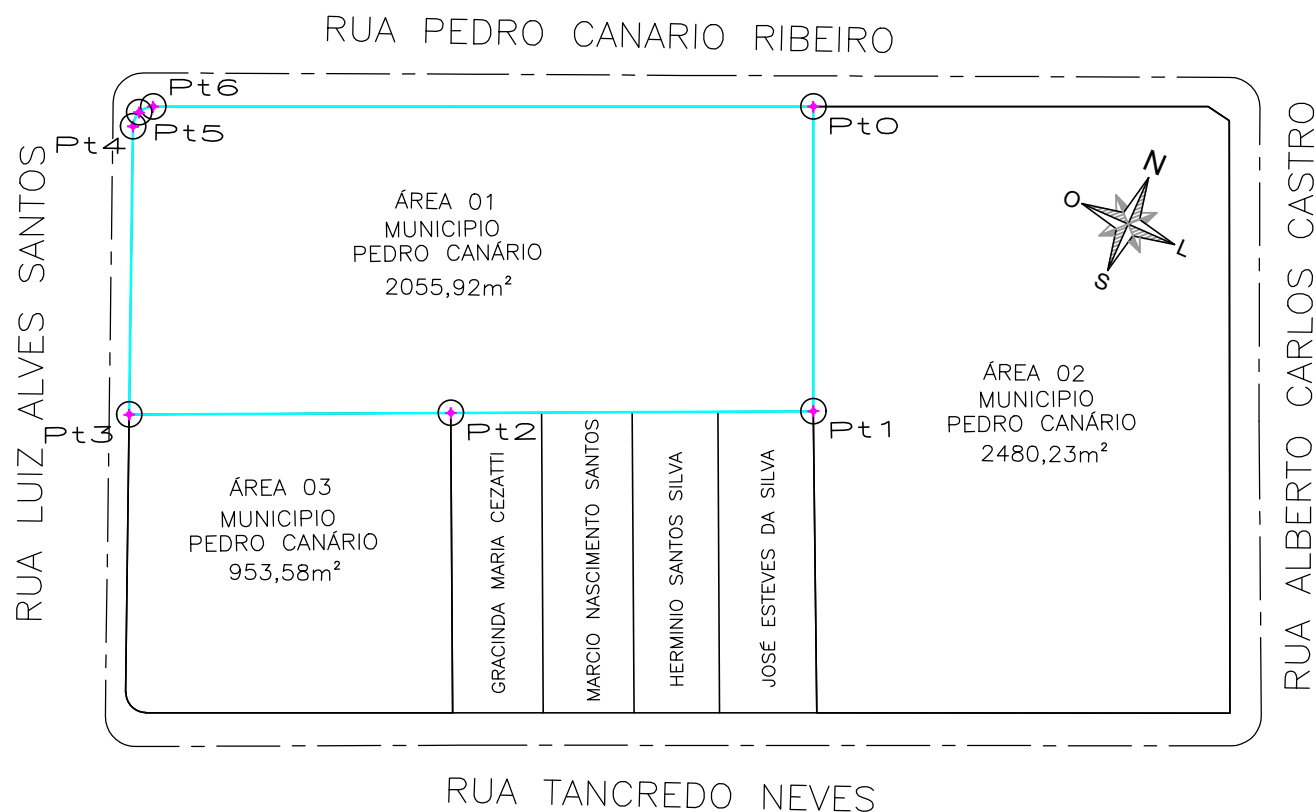 RUA PEDRO CANARIO RIBEIRO
Pt6
Pt5
Pt4
Pt0
RUA LUIZ ALVES SANTOS
ÁREA 01
MUNICIPIO
PEDRO CANÁRIO
2055,92m²
N
O
L
S
RUA ALBERTO CARLOS CASTRO
ÁREA 02
MUNICIPIO
PEDRO CANÁRIO
2480,23m²
Pt3
Pt2
Pt1
ÁREA 03
MUNICIPIO
PEDRO CANÁRIO
953,58m²
GRACINDA MARIA CEZATTI
MARCIO NASCIMENTO SANTOS
HERMINIO SANTOS SILVA
JOSÉ ESTEVES DA SILVA
RUA TANCREDO NEVES